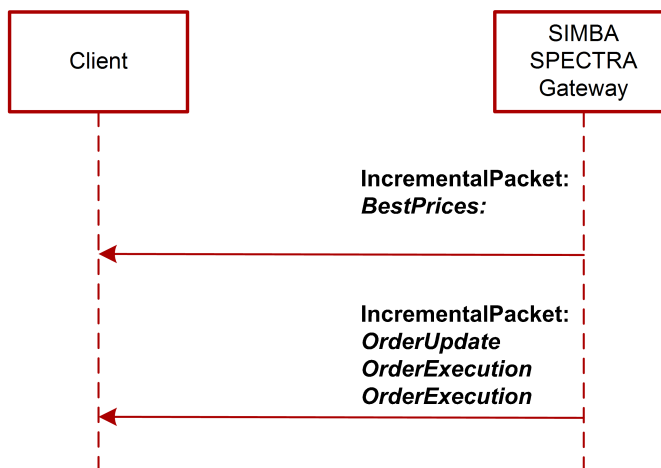 Client
SIMBA
SPECTRA
Gateway
IncrementalPacket:
BestPrices:
IncrementalPacket:
OrderUpdate
OrderExecution
OrderExecution